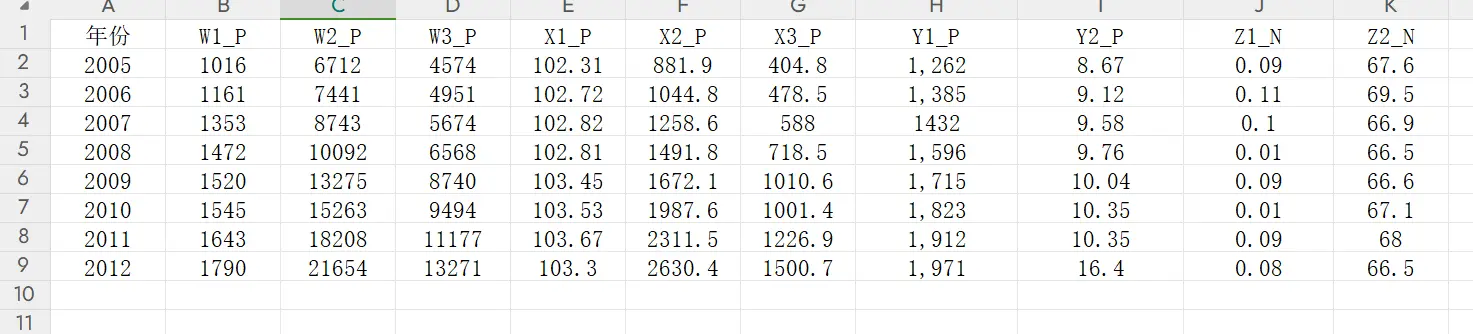 A B C D E F G H I J K
1 年份 W1_P W2_P W3_P X1_P X2_P X3_P Y1_P Y2_P Z1_N Z2_N
2 2005 1016 6712 4574 102.31 881.9 404.8 1,262 8.67 0.09 67.6
3 2006 1161 7441 4951 102.72 1044.8 478.5 1,385 9.12 0.11 69.5
4 2007 1353 8743 5674 102.82 1258.6 588 1432 9.58 0.1 66.9
5 2008 1472 10092 6568 102.81 1491.8 718.5 1,596 9.76 0.01 66.5
6 2009 1520 13275 8740 103.45 1672.1 1010.6 1,715 10.04 0.09 66.6
7 2010 1545 15263 9494 103.53 1987.6 1001.4 1,823 10.35 0.01 67.1
8 2011 1643 18208 11177 103.67 2311.5 1226.9 1,912 10.35 0.09 68
9 2012 1790 21654 13271 103.3 2630.4 1500.7 1,971 16.4 0.08 66.5
10
11